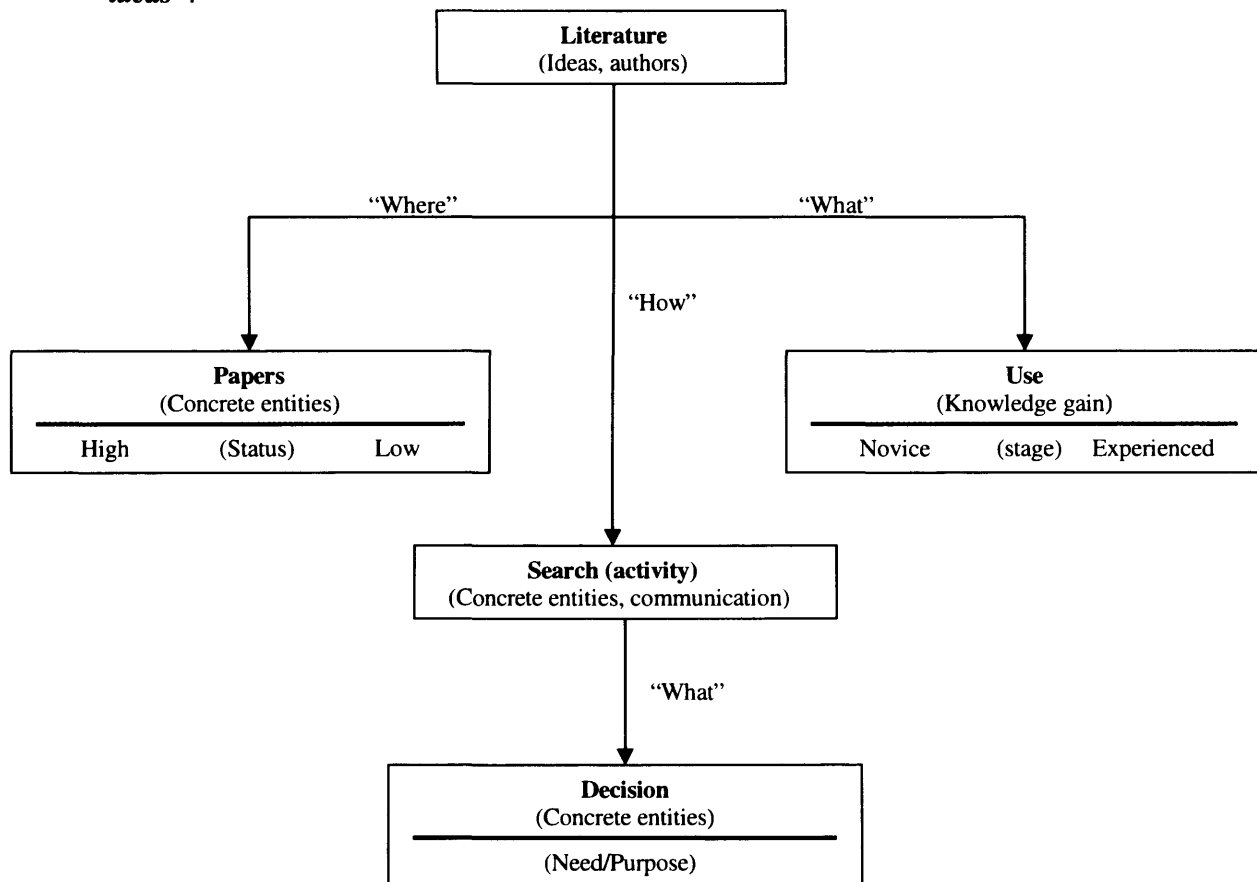 Literature
(Ideas, authors)
“Where”
“What”
“How”
Papers
(Concrete entities)
High (Status) Low
Use
(Knowledge gain)
Novice (stage) Experienced
Search (activity)
(Concrete entities, communication)
“What”
Decision
(Concrete entities)
(Need/Purpose)